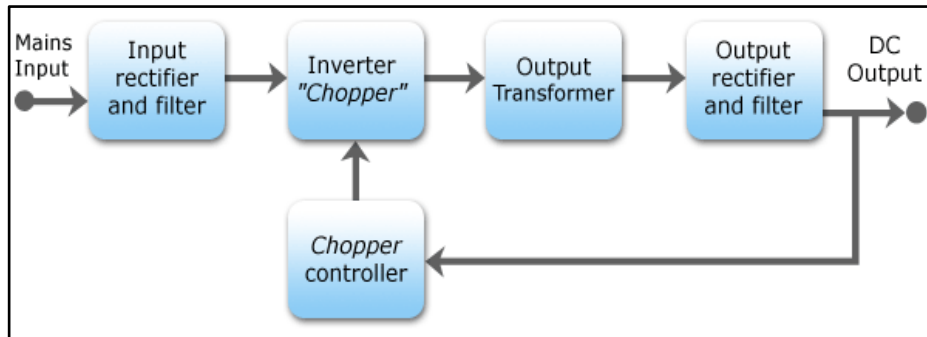 Mains
Input
Input
rectifier
and filter
Inverter
"Chopper"
Output
Transformer
Output
rectifier
and filter
DC
Output
Chopper
controller